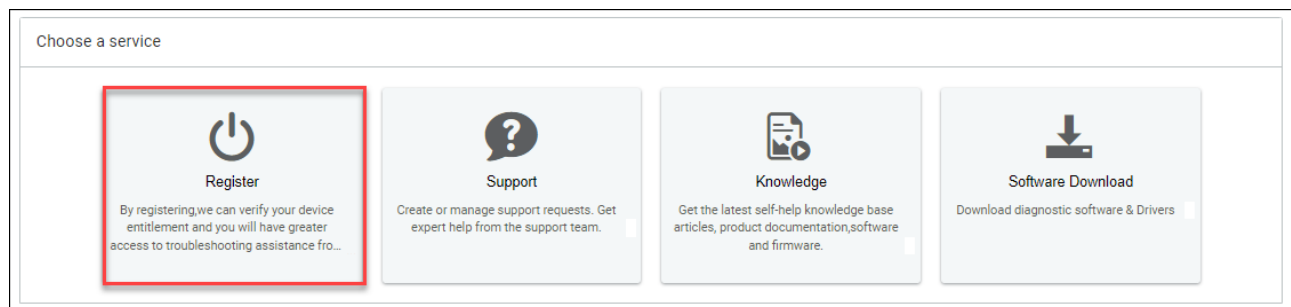 Choose a service
Register
By registering,we can verify your device
entitlement and you will have greater
access to troubleshooting assistance fro...
Support
Create or manage support requests. Get
expert help from the support team.
Knowledge
Get the latest self-help knowledge base
articles, product documentation,software
and firmware.
Software Download
Download diagnostic software & Drivers